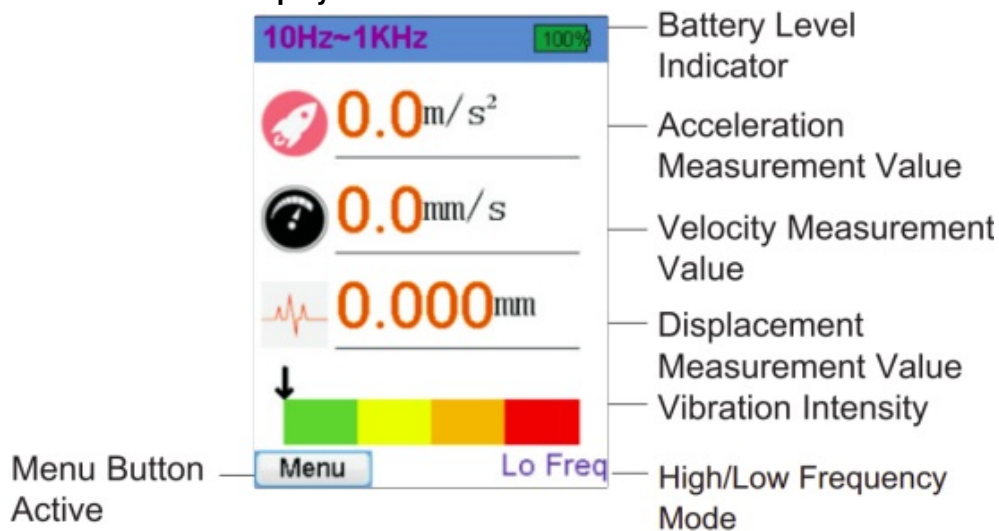 10Hz~1KHz
100%
Battery Level
Indicator
0.0m/s²
Acceleration
Measurement Value
0.0mm/s
Velocity Measurement
Value
0.000mm
Displacement
Measurement Value
Vibration Intensity
Menu Button
Active
Menu
Lo Freq
High/Low Frequency
Mode